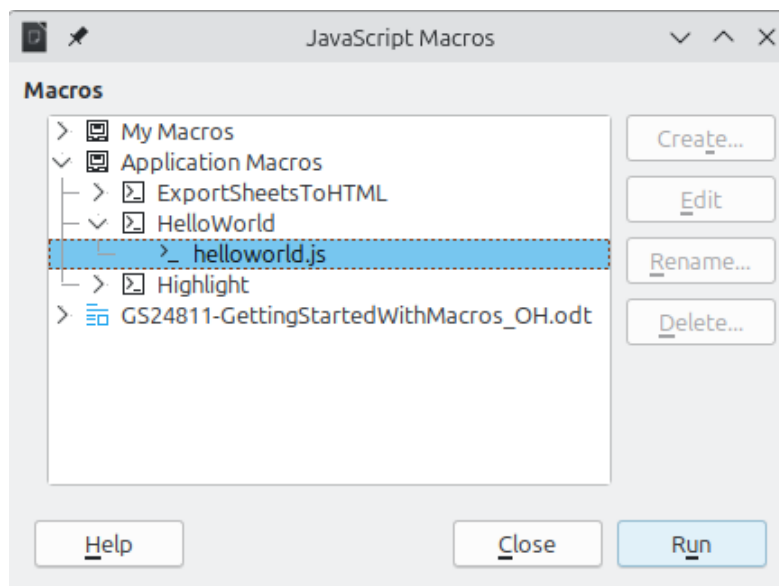 JavaScript Macros
Macros
My Macros
Application Macros
ExportSheetsToHTML
HelloWorld
helloworld.js
Highlight
GS24811-GettingStartedWithMacros_OH.odt
Create...
Edit
Rename...
Delete...
Help
Close
Run